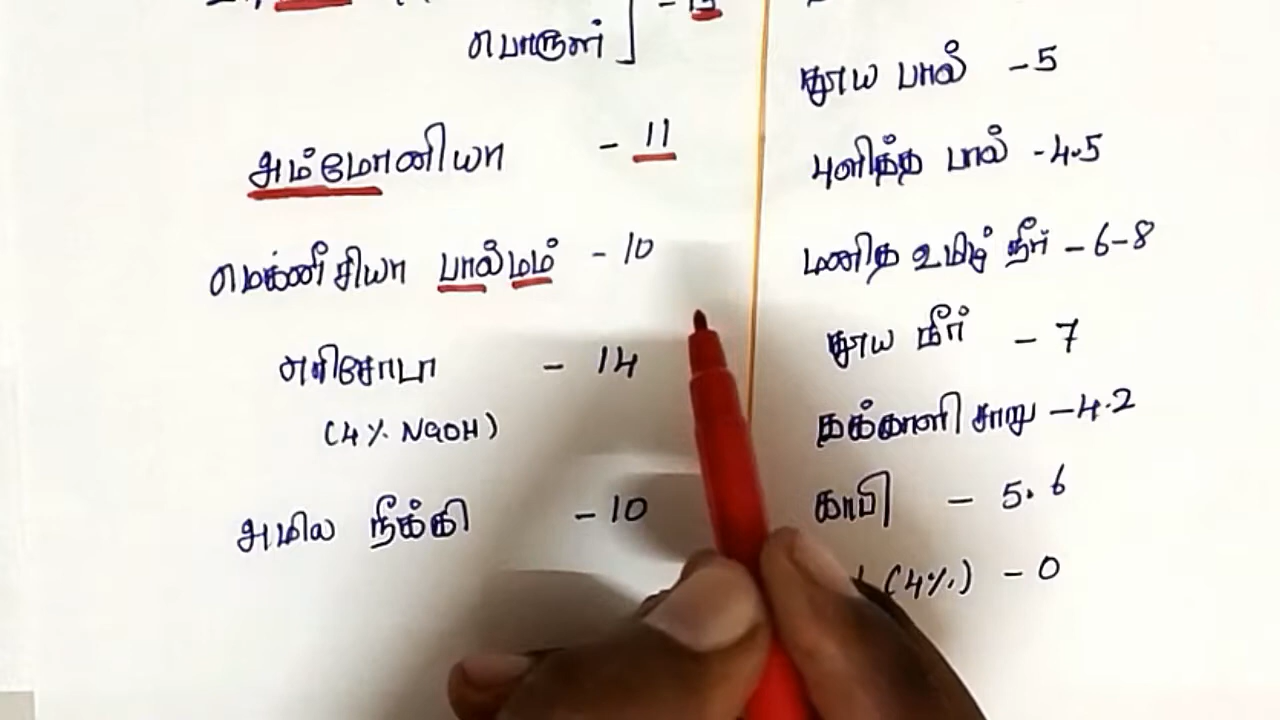 பொருள் - 13
அம்மோனியா - 11
மெக்னீசியா பால்மம் - 10
எரிசோடா - 14
(4% NaOH)
அமில நீக்கி - 10
தூய பால் - 5
புளித்த பால் - 4.5
மனித உமிழ் நீர் - 6-8
தூய நீர் - 7
தக்காளி சாறு - 4.2
காபி - 5.6
(4%) - 0